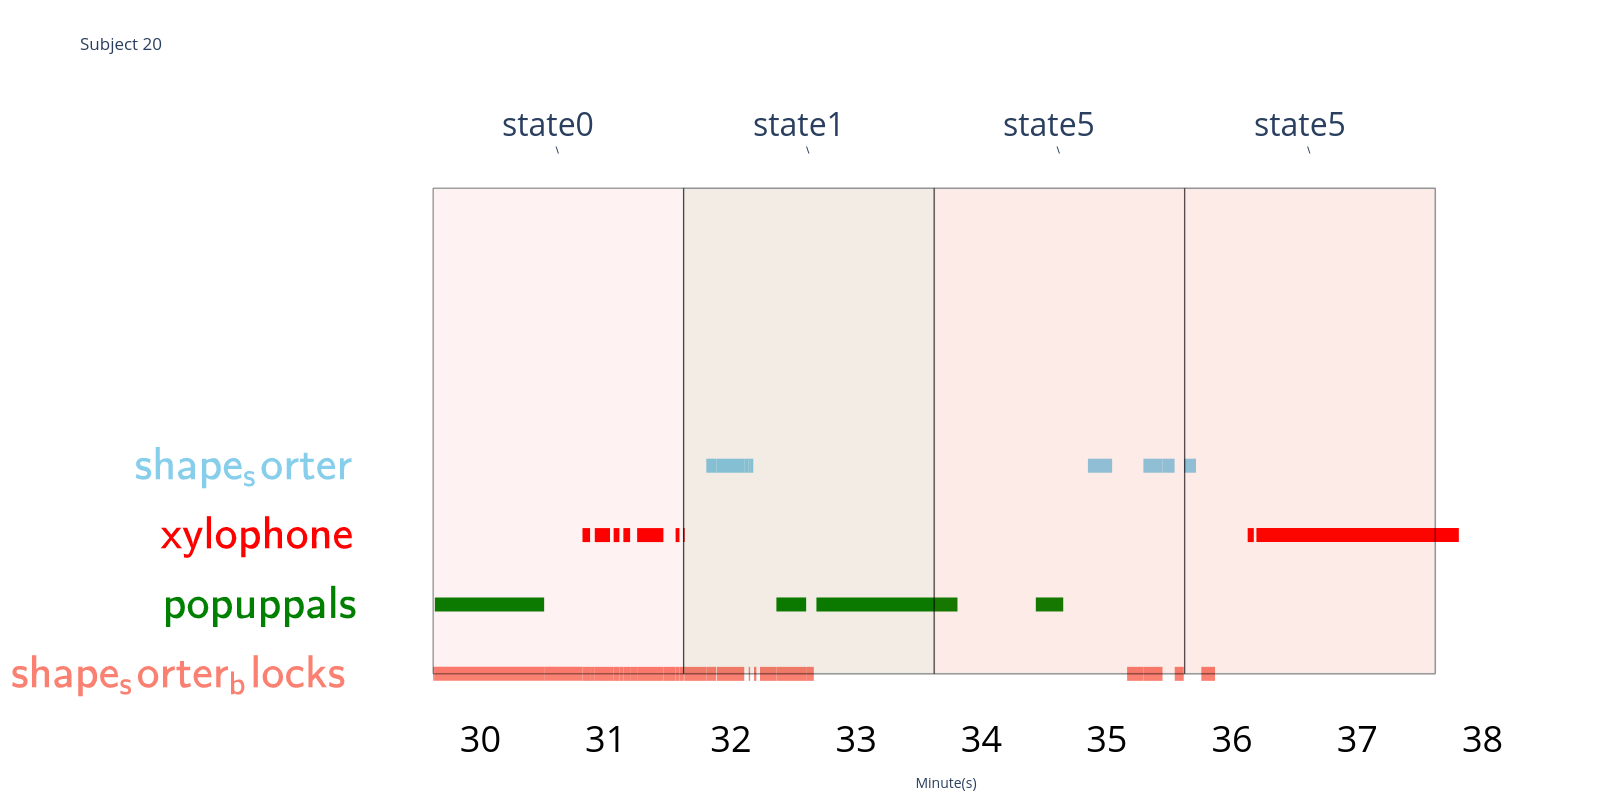 Subject 20
state0 state1 state5 state5
shapeₛorter
xylophone
popuppals
shapeₛorter_blocks
30 31 32 33 34 35 36 37 38
Minute(s)